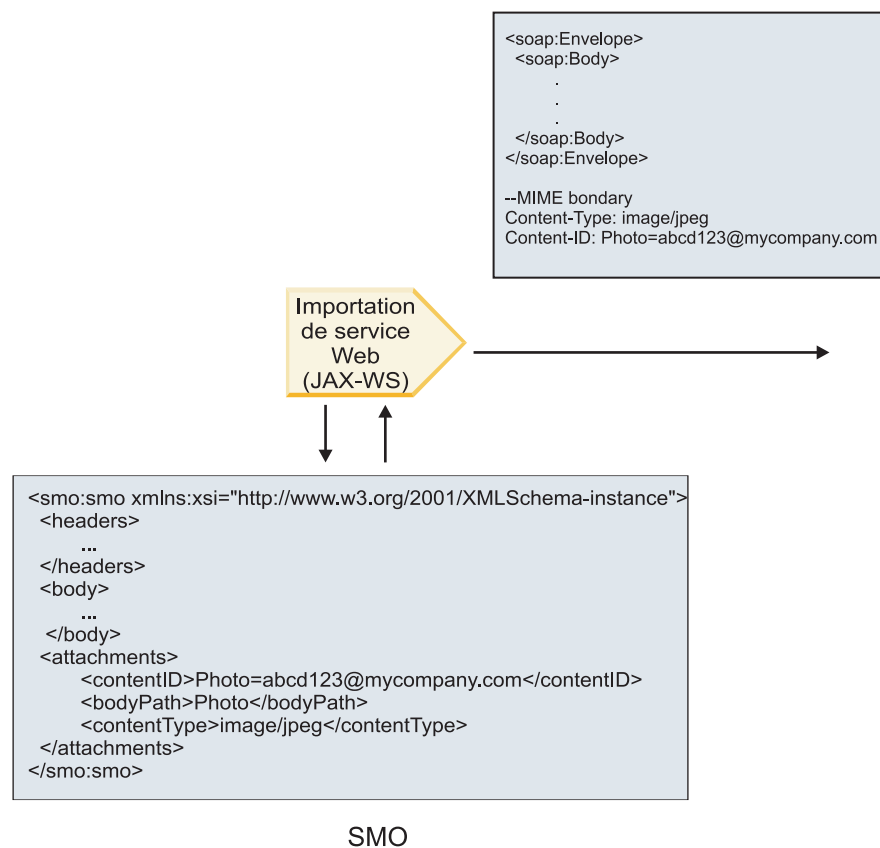 <soap:Envelope>
<soap:Body>
.
.
.
</soap:Body>
</soap:Envelope>
--MIME bondary
Content-Type: image/jpeg
Content-ID: Photo=abcd123@mycompany.com
Importation
de service
Web
(JAX-WS)
<smo:smo xmlns:xsi="http://www.w3.org/2001/XMLSchema-instance">
<headers>
...
</headers>
<body>
...
</body>
<attachments>
<contentID>Photo=abcd123@mycompany.com</contentID>
<bodyPath>Photo</bodyPath>
<contentType>image/jpeg</contentType>
</attachments>
</smo:smo>
SMO